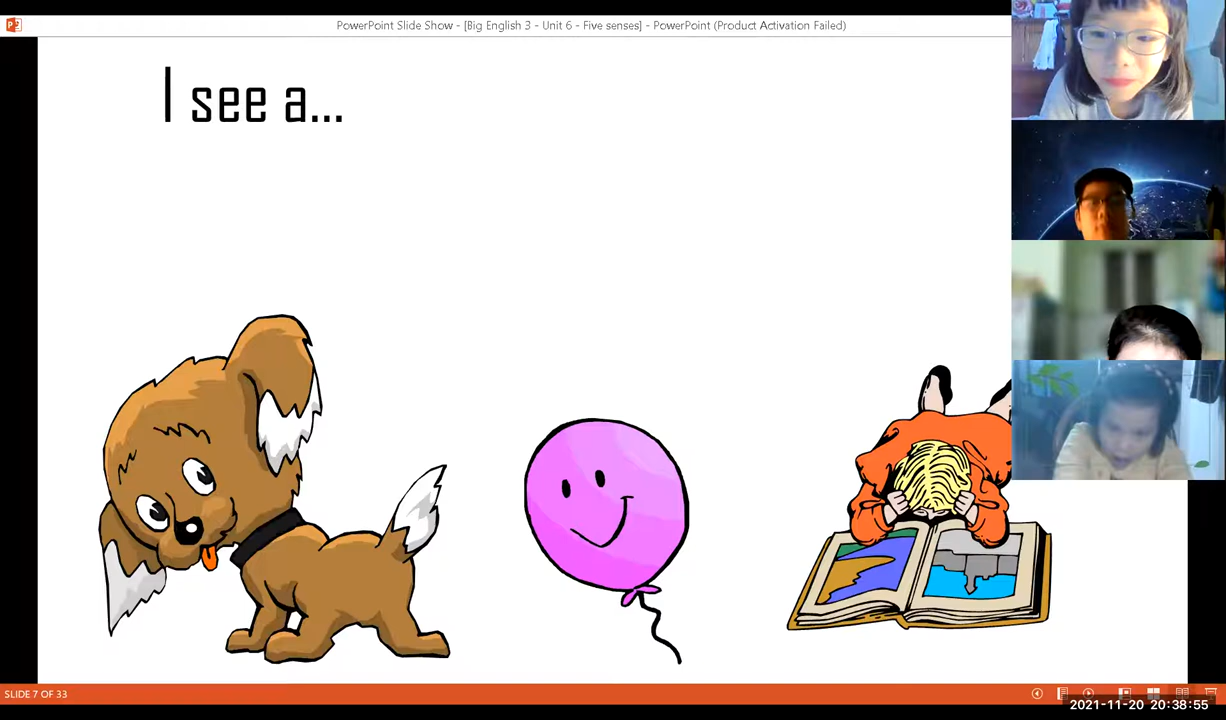 PowerPoint Slide Show - [Big English 3 - Unit 6 - Five senses] - PowerPoint (Product Activation Failed)
I see a...
SLIDE 7 OF 33
2021-11-20 20:38:55